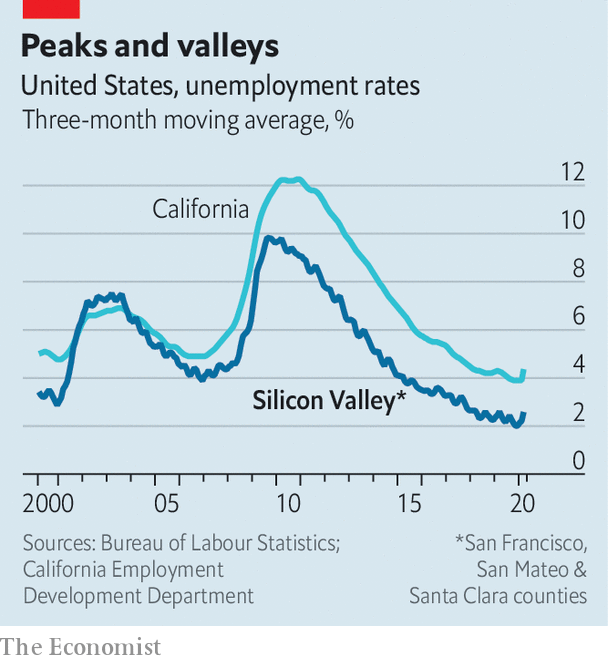 Peaks and valleys
United States, unemployment rates
Three-month moving average, %
12
California
10
8
6
4
Silicon Valley*
2
0
2000 05 10 15 20
Sources: Bureau of Labour Statistics;
California Employment
Development Department
*San Francisco,
San Mateo &
Santa Clara counties
The Economist